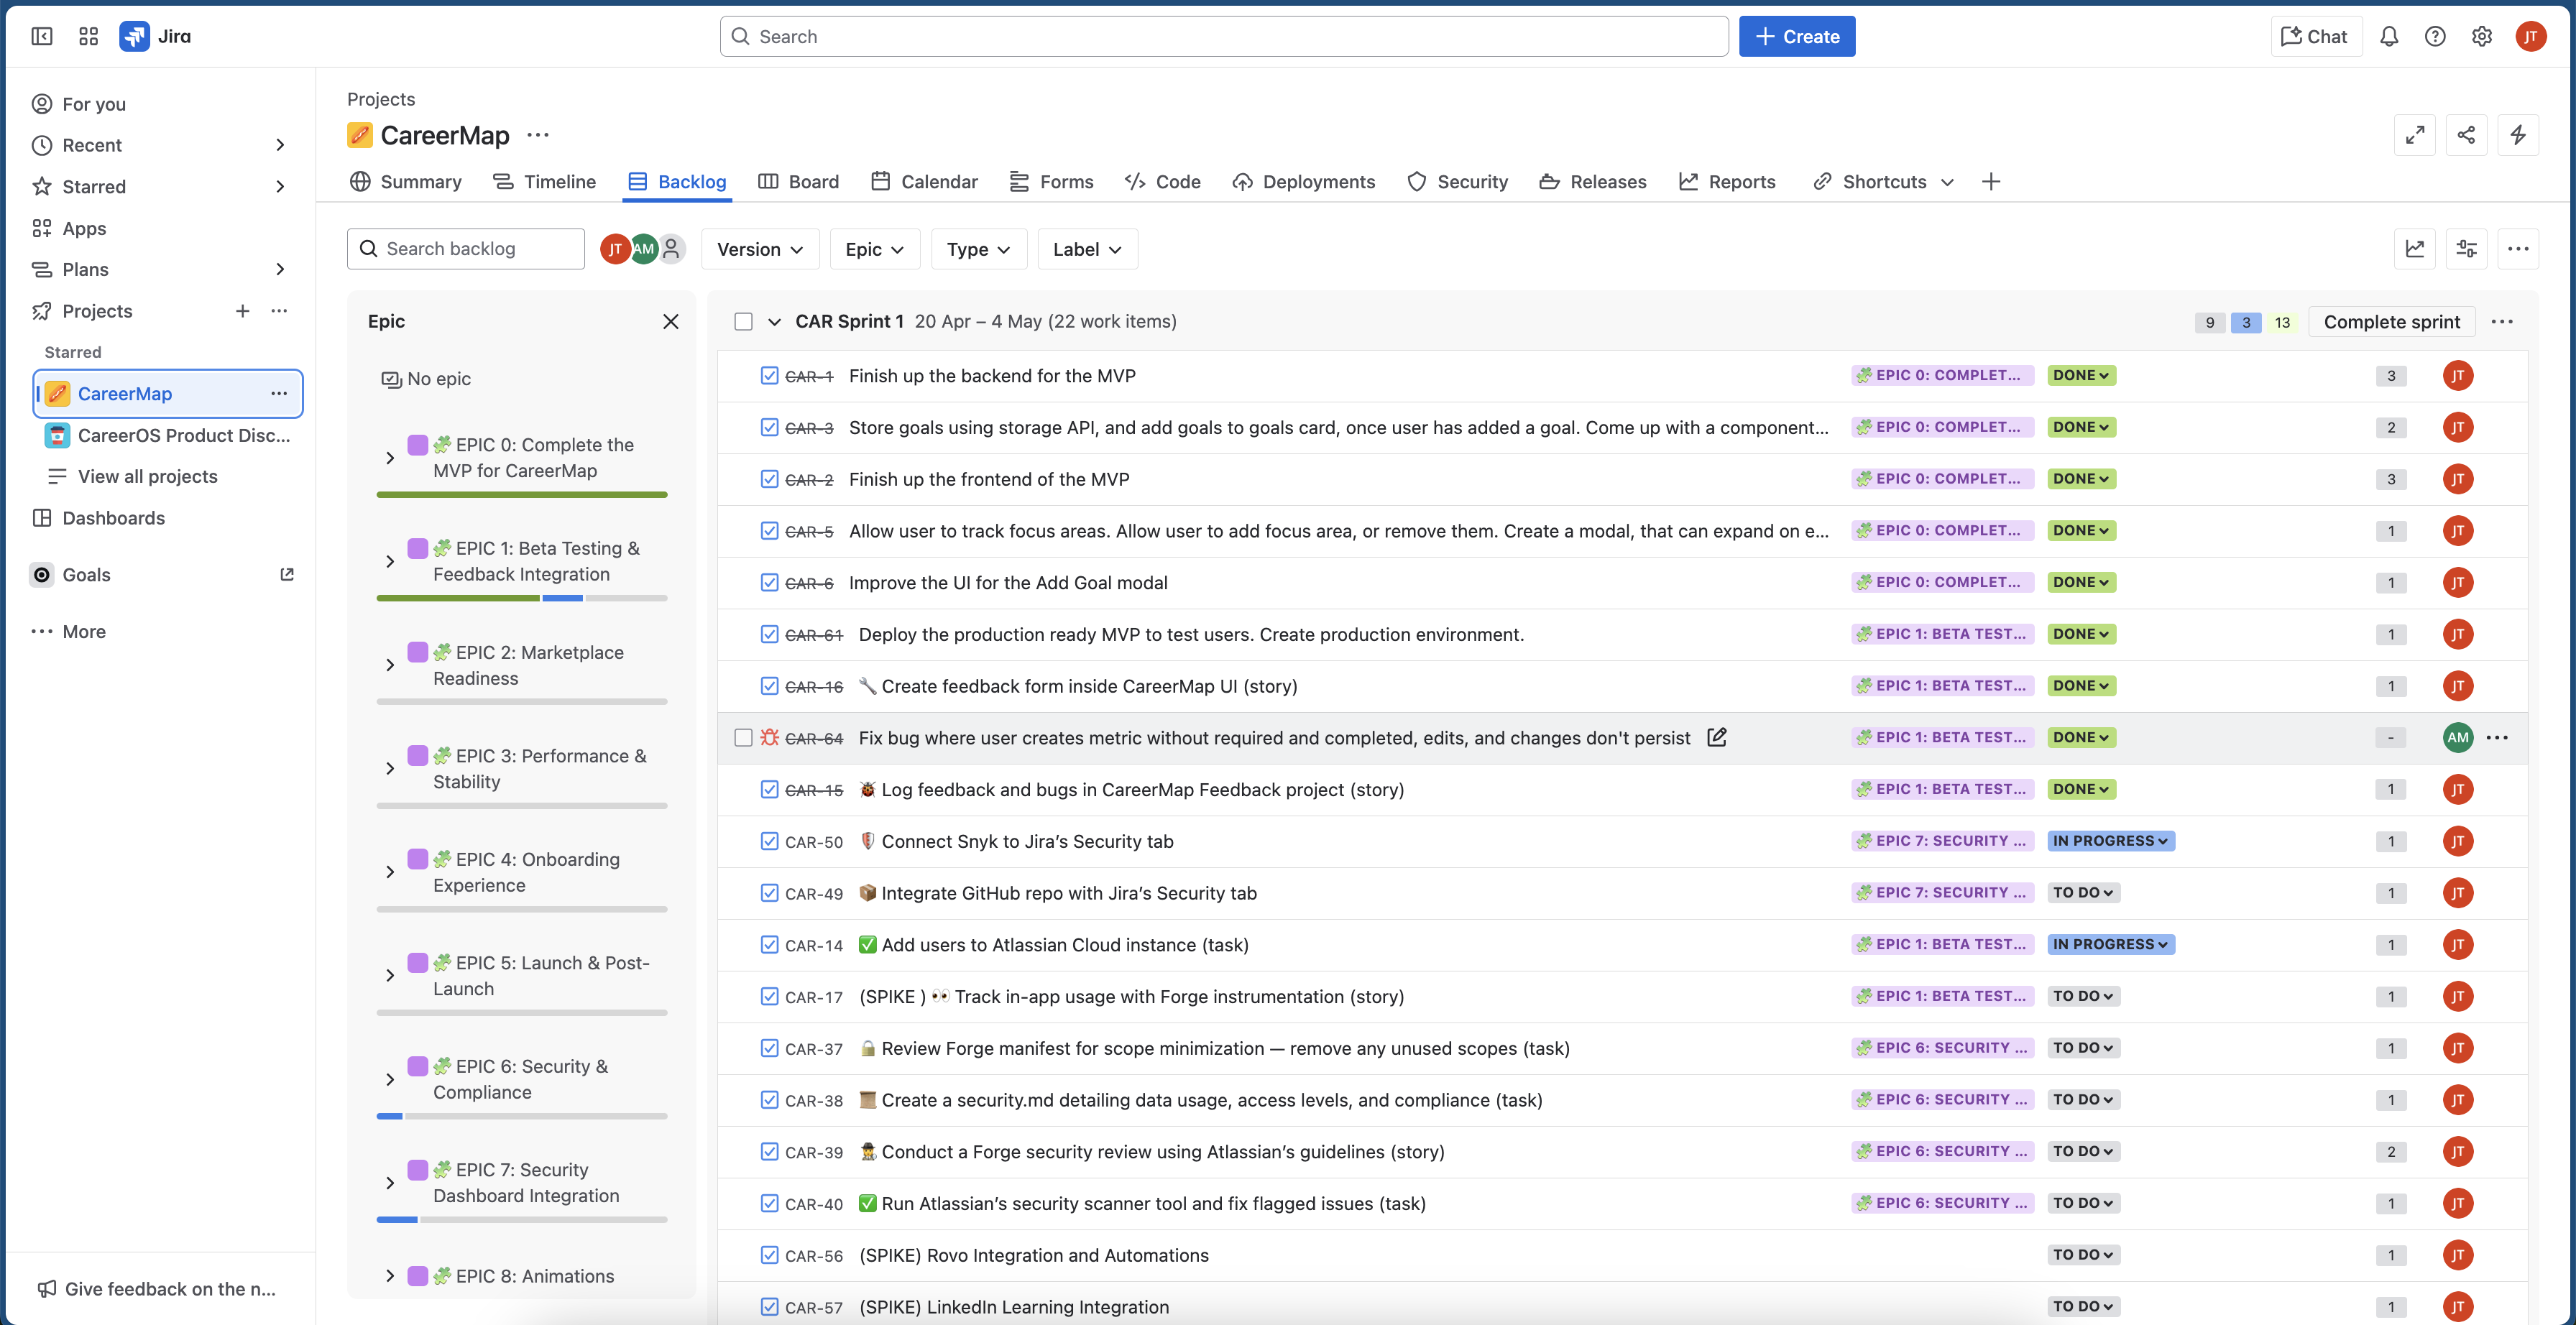 Jira
Search
Create
Chat
JT
For you
Recent
Starred
Apps
Plans
Projects
Starred
CareerMap
CareerOS Product Disc...
View all projects
Dashboards
Goals
More
Give feedback on the n...
Projects
CareerMap
Summary
Timeline
Backlog
Board
Calendar
Forms
Code
Deployments
Security
Releases
Reports
Shortcuts
Search backlog
JT
AM
Version
Epic
Type
Label
Epic
No epic
EPIC 0: Complete the
MVP for CareerMap
EPIC 1: Beta Testing &
Feedback Integration
EPIC 2: Marketplace
Readiness
EPIC 3: Performance &
Stability
EPIC 4: Onboarding
Experience
EPIC 5: Launch & Post-
Launch
EPIC 6: Security &
Compliance
EPIC 7: Security
Dashboard Integration
EPIC 8: Animations
CAR Sprint 1 20 Apr – 4 May (22 work items) 9 3 13 Complete sprint
CAR-1 Finish up the backend for the MVP EPIC 0: COMPLET... DONE 3 JT
CAR-3 Store goals using storage API, and add goals to goals card, once user has added a goal. Come up with a component... EPIC 0: COMPLET... DONE 2 JT
CAR-2 Finish up the frontend of the MVP EPIC 0: COMPLET... DONE 3 JT
CAR-5 Allow user to track focus areas. Allow user to add focus area, or remove them. Create a modal, that can expand on e... EPIC 0: COMPLET... DONE 1 JT
CAR-6 Improve the UI for the Add Goal modal EPIC 0: COMPLET... DONE 1 JT
CAR-61 Deploy the production ready MVP to test users. Create production environment. EPIC 1: BETA TEST... DONE 1 JT
CAR-16 🔧 Create feedback form inside CareerMap UI (story) EPIC 1: BETA TEST... DONE 1 JT
CAR-64 Fix bug where user creates metric without required and completed, edits, and changes don't persist EPIC 1: BETA TEST... DONE - AM
CAR-15 🐞 Log feedback and bugs in CareerMap Feedback project (story) EPIC 1: BETA TEST... DONE 1 JT
CAR-50 🛡️ Connect Snyk to Jira’s Security tab EPIC 7: SECURITY ... IN PROGRESS 1 JT
CAR-49 📦 Integrate GitHub repo with Jira’s Security tab EPIC 7: SECURITY ... TO DO 1 JT
CAR-14 ✅ Add users to Atlassian Cloud instance (task) EPIC 1: BETA TEST... IN PROGRESS 1 JT
CAR-17 (SPIKE ) 👀 Track in-app usage with Forge instrumentation (story) EPIC 1: BETA TEST... TO DO 1 JT
CAR-37 🔒 Review Forge manifest for scope minimization — remove any unused scopes (task) EPIC 6: SECURITY ... TO DO 1 JT
CAR-38 📜 Create a security.md detailing data usage, access levels, and compliance (task) EPIC 6: SECURITY ... TO DO 1 JT
CAR-39 🕵️ Conduct a Forge security review using Atlassian’s guidelines (story) EPIC 6: SECURITY ... TO DO 2 JT
CAR-40 ✅ Run Atlassian’s security scanner tool and fix flagged issues (task) EPIC 6: SECURITY ... TO DO 1 JT
CAR-56 (SPIKE) Rovo Integration and Automations TO DO 1 JT
CAR-57 (SPIKE) LinkedIn Learning Integration TO DO 1 JT